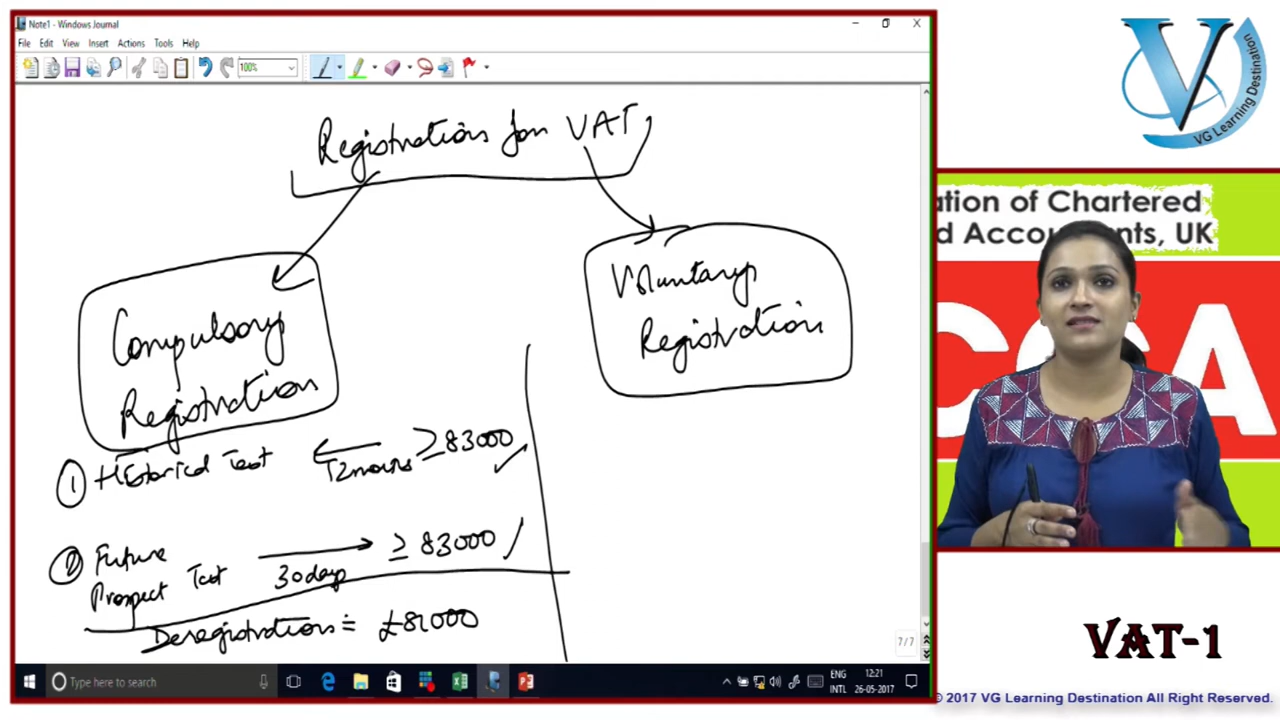 Note1 - Windows Journal
File Edit View Insert Actions Tools Help
100%
Registration for VAT
Compulsory
Registration
Voluntary
Registration
① Historical Test 12 months ≥83000 ✓
② Future
Prospect Test 30 days ≥ 83000
Deregistration = £81000
7/7
Type here to search
ENG
INTL
12:21
26-05-2017
V
VG Learning Destination
ation of Chartered
d Accou nts, UK
CCA
VAT-1
© 2017 VG Learning Destination All Right Reserved.